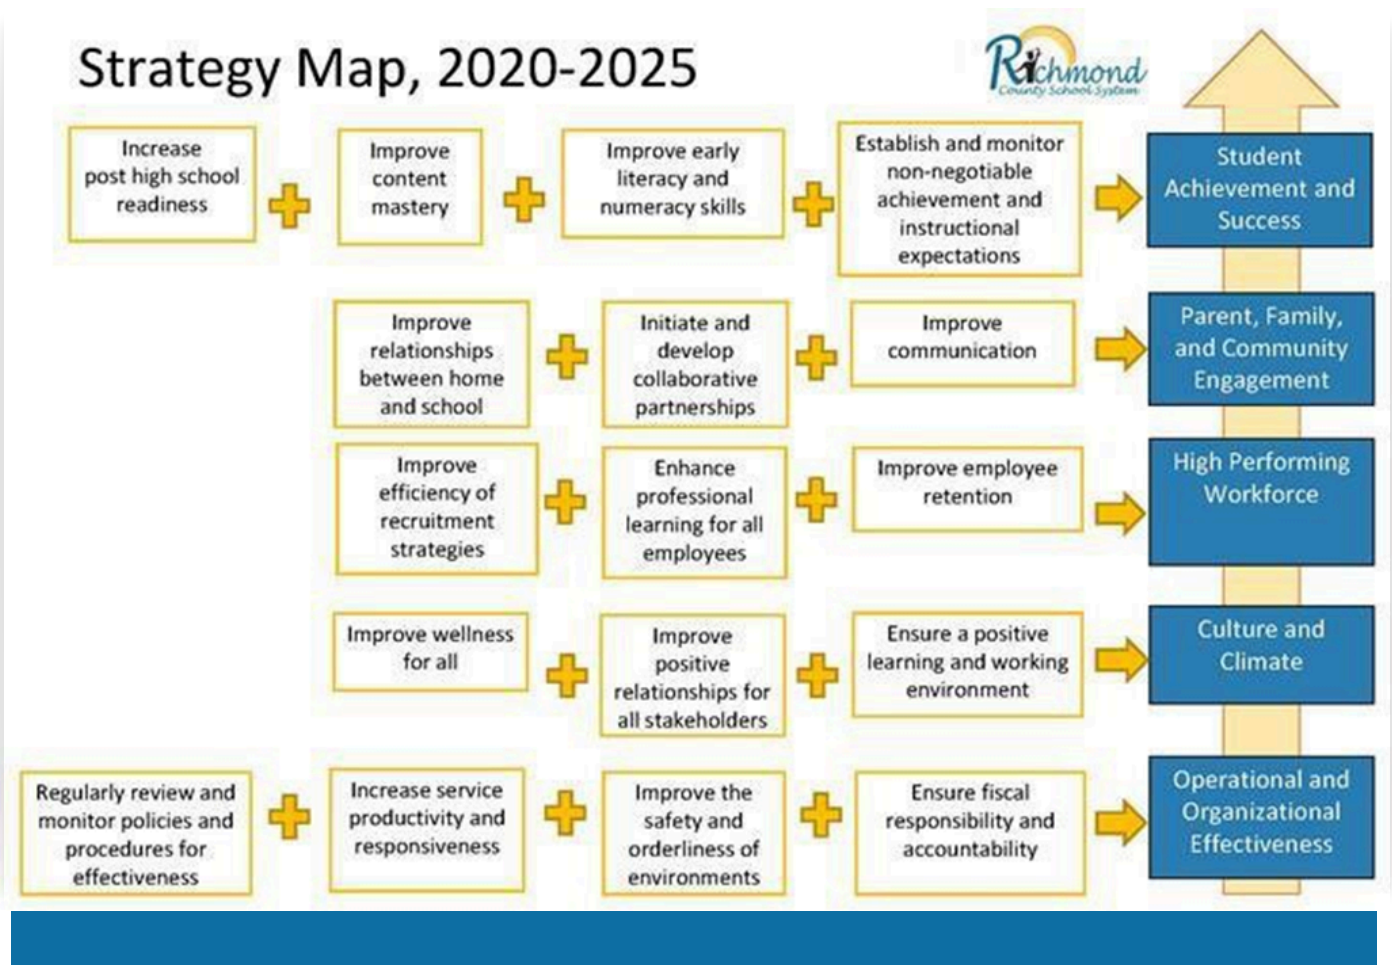 Strategy Map, 2020-2025
Richmond
County School System
Increase
post high school
readiness
Improve
content
mastery
Improve early
literacy and
numeracy skills
Establish and monitor
non-negotiable
achievement and
instructional
expectations
Student
Achievement and
Success
Improve
relationships
between home
and school
Initiate and
develop
collaborative
partnerships
Improve
communication
Parent, Family,
and Community
Engagement
Improve
efficiency of
recruitment
strategies
Enhance
professional
learning for all
employees
Improve employee
retention
High Performing
Workforce
Improve wellness
for all
Improve
positive
relationships for
all stakeholders
Ensure a positive
learning and working
environment
Culture and
Climate
Regularly review and
monitor policies and
procedures for
effectiveness
Increase service
productivity and
responsiveness
Improve the
safety and
orderliness of
environments
Ensure fiscal
responsibility and
accountability
Operational and
Organizational
Effectiveness